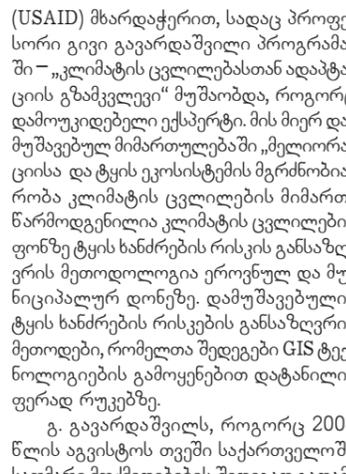 (USAID) მხარდაჭერით, სადაც პროფე
სორი გივი გავარდაშვილი პროგრამა
ში – „კლიმატის ცვლილებასთან ადაპტა
ციის გზამკვლევი“ მუშაობდა, როგორც
დამოუკიდებელი ექსპერტი. მის მიერ და
მუშავებულ მიმართულებაში „მელიორა
ციისა და ტყის ეკოსისტემის მგრძნობია
რობა კლიმატის ცვლილების მიმართ
წარმოდგენილია კლიმატის ცვლილები
ფონზე ტყის ხანძრების რისკის განსაზღ
ვრის მეთოდოლოგია ეროვნულ და მუ
ნიციპალურ დონეზე. დამუშავებული
ტყის ხანძრების რისკების განსაზღვრი
მეთოდები, რომელთა შედეგები GIS ტექ
ნოლოგიების გამოყენებით დატანილი
ფერად რუკებზე.
გ. გავარდაშვილს, როგორც 200
წლის აგვისტოს თვეში საქართველოშ